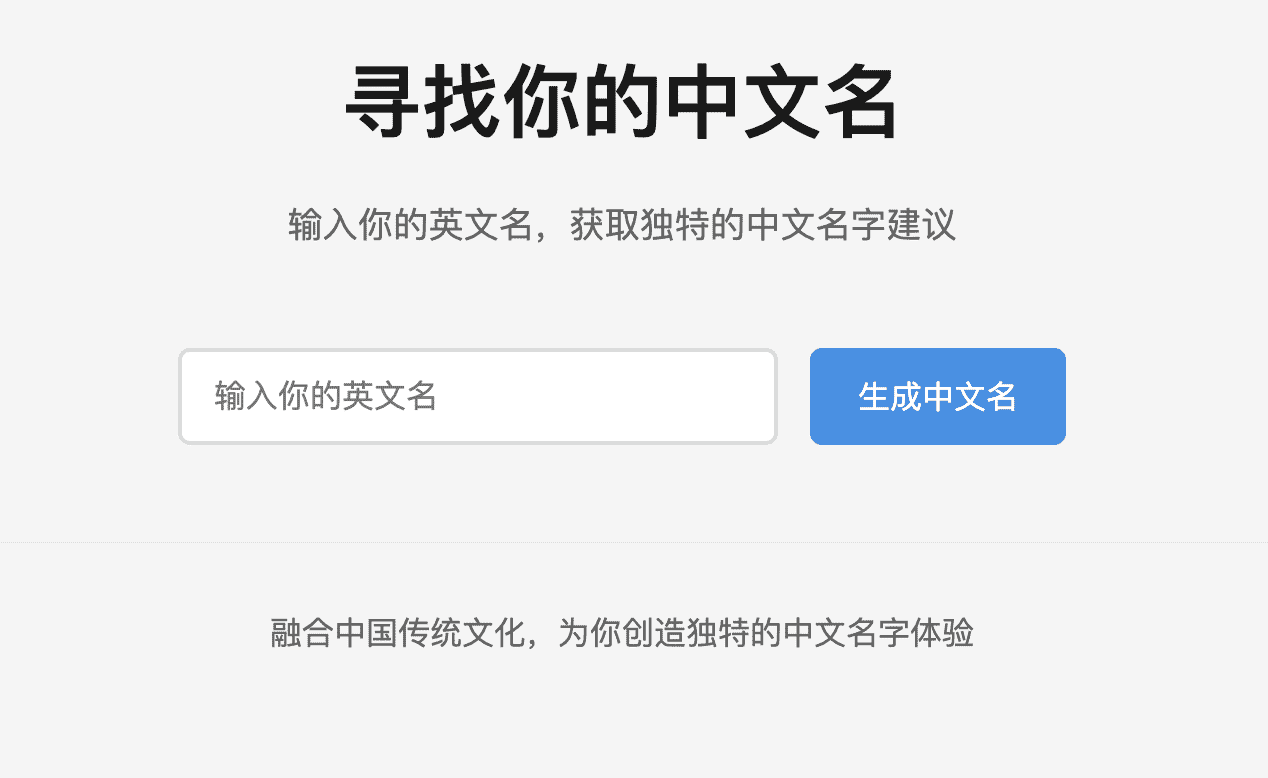 寻找你的中文名
输入你的英文名，获取独特的中文名字建议
输入你的英文名
生成中文名
融合中国传统文化，为你创造独特的中文名字体验